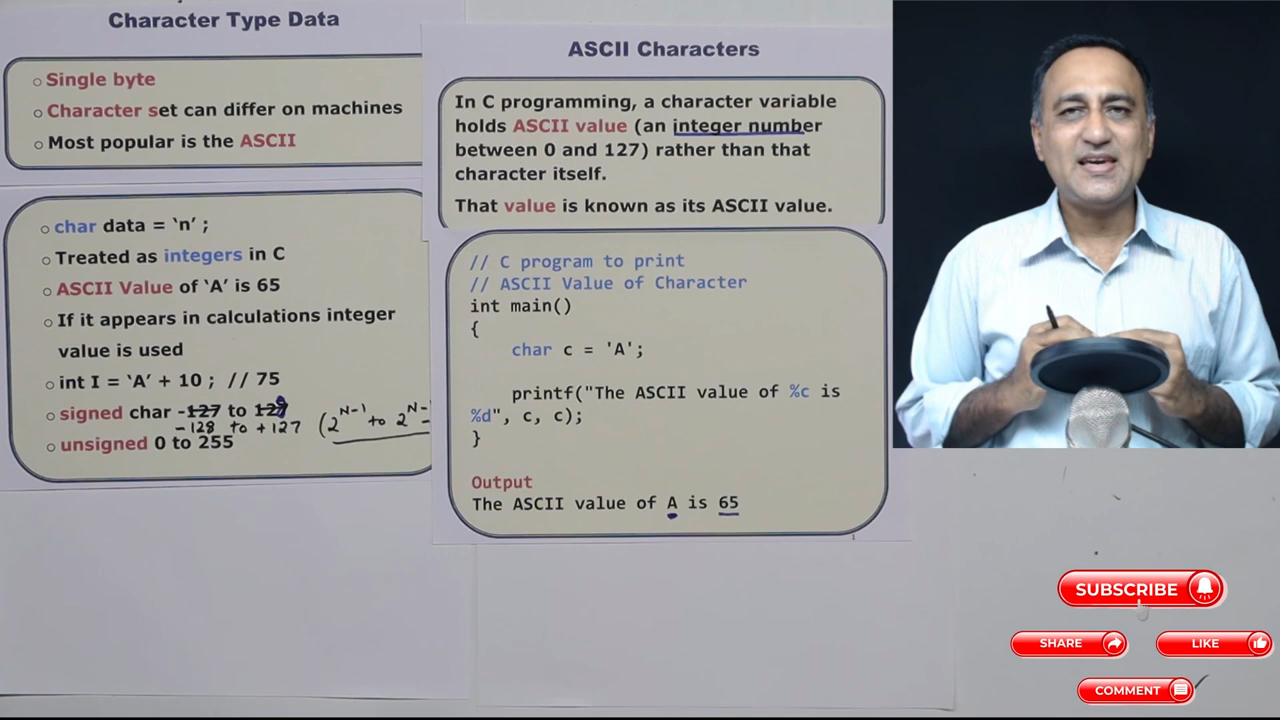 Character Type Data
Single byte
Character set can differ on machines
Most popular is the ASCII
char data = ‘n’ ;
Treated as integers in C
ASCII Value of ‘A’ is 65
If it appears in calculations integer
value is used
int I = ‘A’ + 10 ; // 75
signed char -127 to
-128 to +127 (2^N-1 to 2^N-
unsigned 0 to 255
ASCII Characters
In C programming, a character variable
holds ASCII value (an integer number
between 0 and 127) rather than that
character itself.
That value is known as its ASCII value.
// C program to print
// ASCII Value of Character
int main()
{
char c = 'A';
printf("The ASCII value of %c is
%d", c, c);
}
Output
The ASCII value of A is 65
SUBSCRIBE
SHARE
LIKE
COMMENT